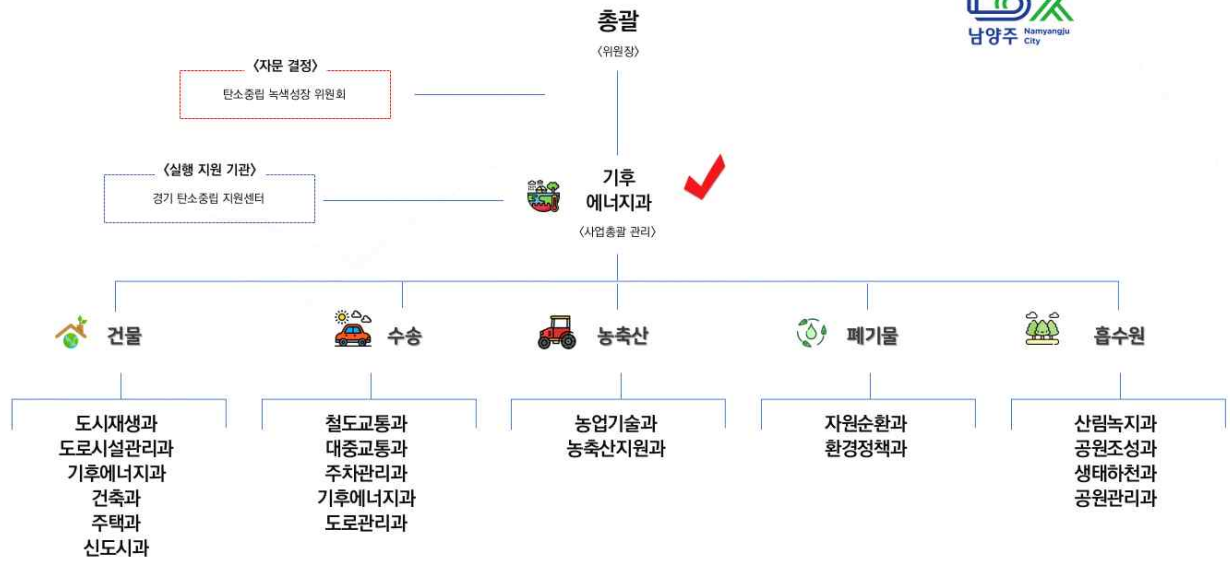 총괄
〈위원장〉
남양주 Namyangju City
〈자문 결정〉
탄소중립 녹색성장 위원회
〈실행 지원 기관〉
경기 탄소중립 지원센터
기후
에너지과
〈사업총괄 관리〉
건물
수송
농축산
폐기물
흡수원
도시재생과
도로시설관리과
기후에너지과
건축과
주택과
신도시과
철도교통과
대중교통과
주차관리과
기후에너지과
도로관리과
농업기술과
농축산지원과
자원순환과
환경정책과
산림녹지과
공원조성과
생태하천과
공원관리과